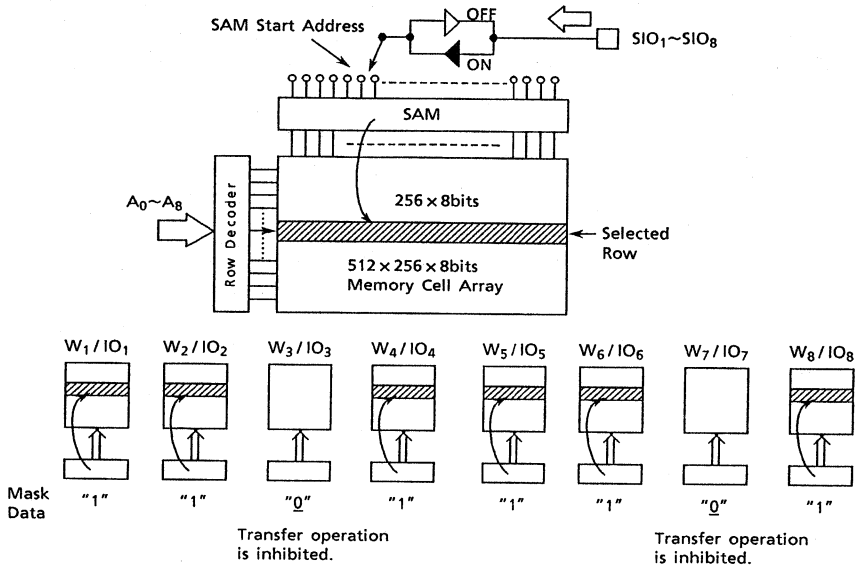 OFF
SAM Start Address
SIO₁~SIO₈
ON
SAM
A₀~A₈
Row Decoder
256×8bits
Selected
Row
512×256×8bits
Memory Cell Array
W₁/IO₁ W₂/IO₂ W₃/IO₃ W₄/IO₄ W₅/IO₅ W₆/IO₆ W₇/IO₇ W₈/IO₈
Mask
Data
"1" "1" "0" "1" "1" "1" "0" "1"
Transfer operation
is inhibited.
Transfer operation
is inhibited.